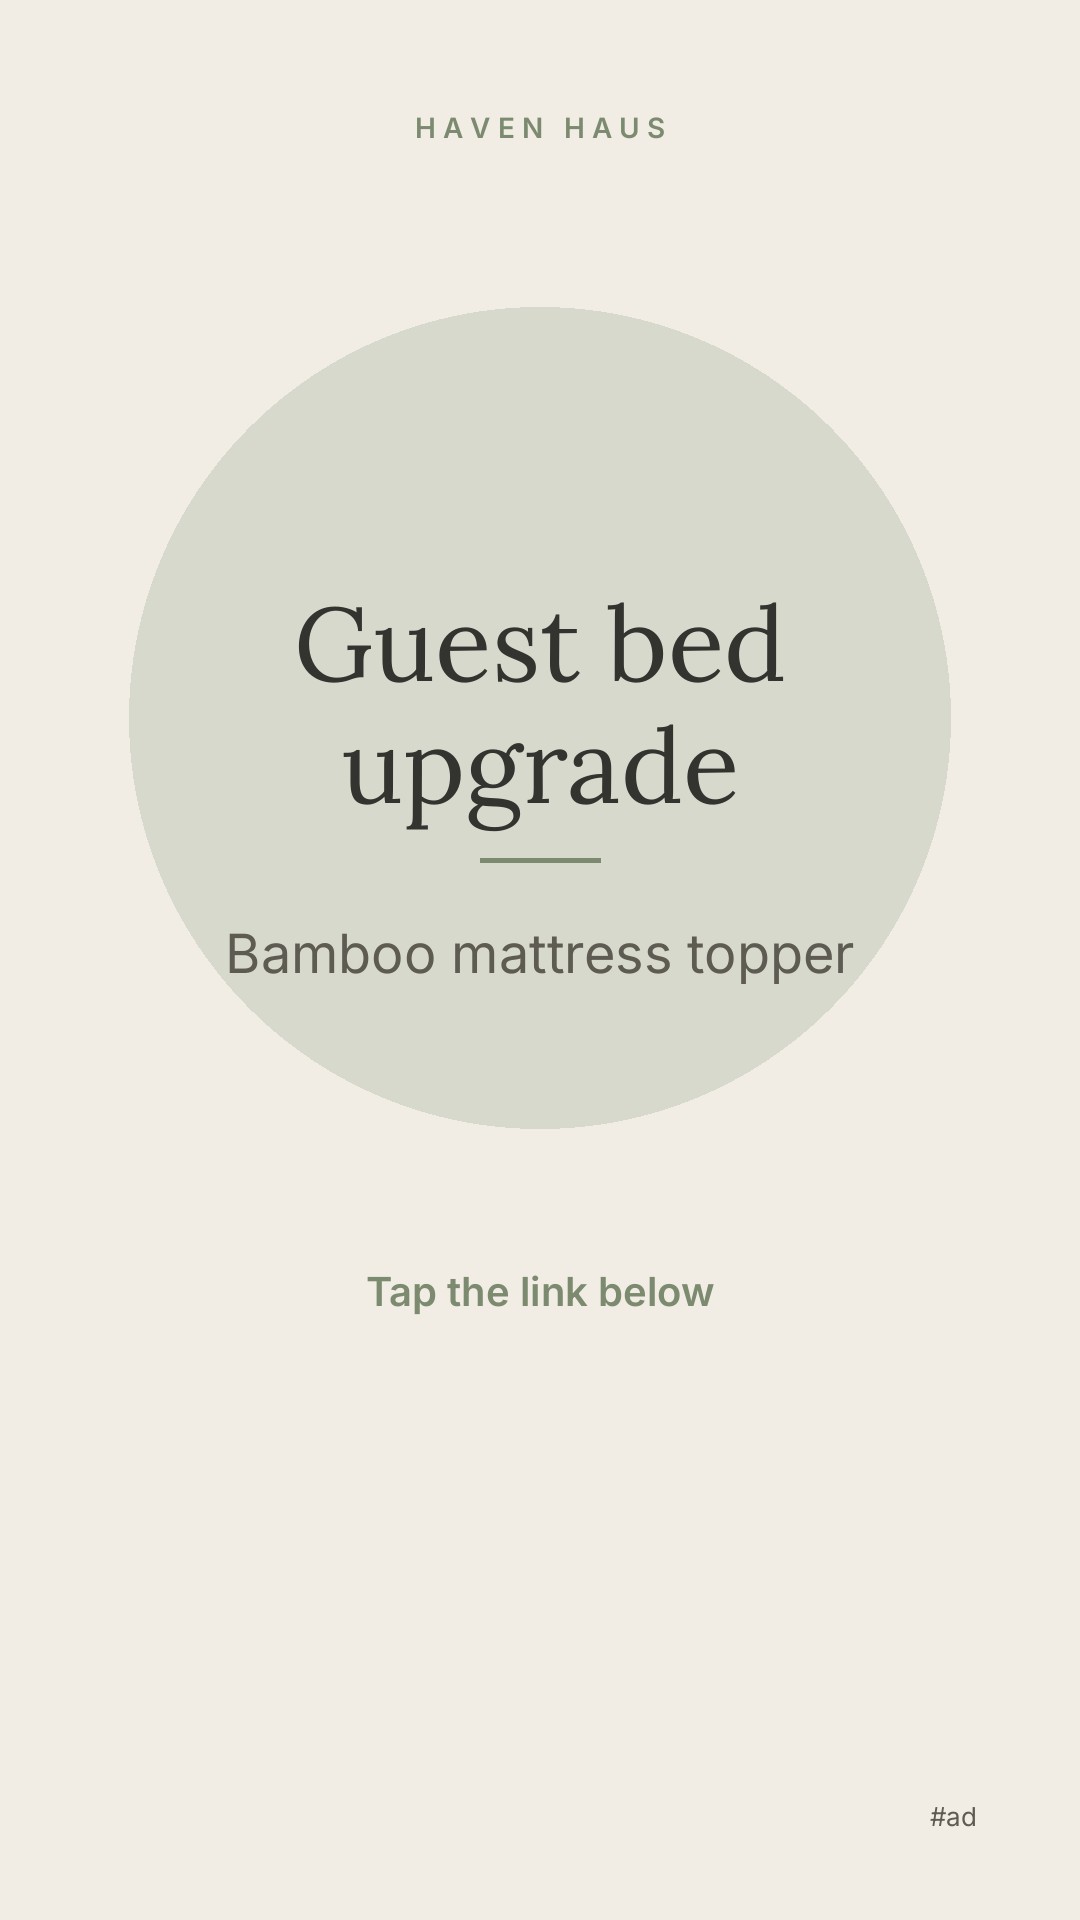 HAVEN HAUS
Guest bed
upgrade
Bamboo mattress topper
Tap the link below
#ad